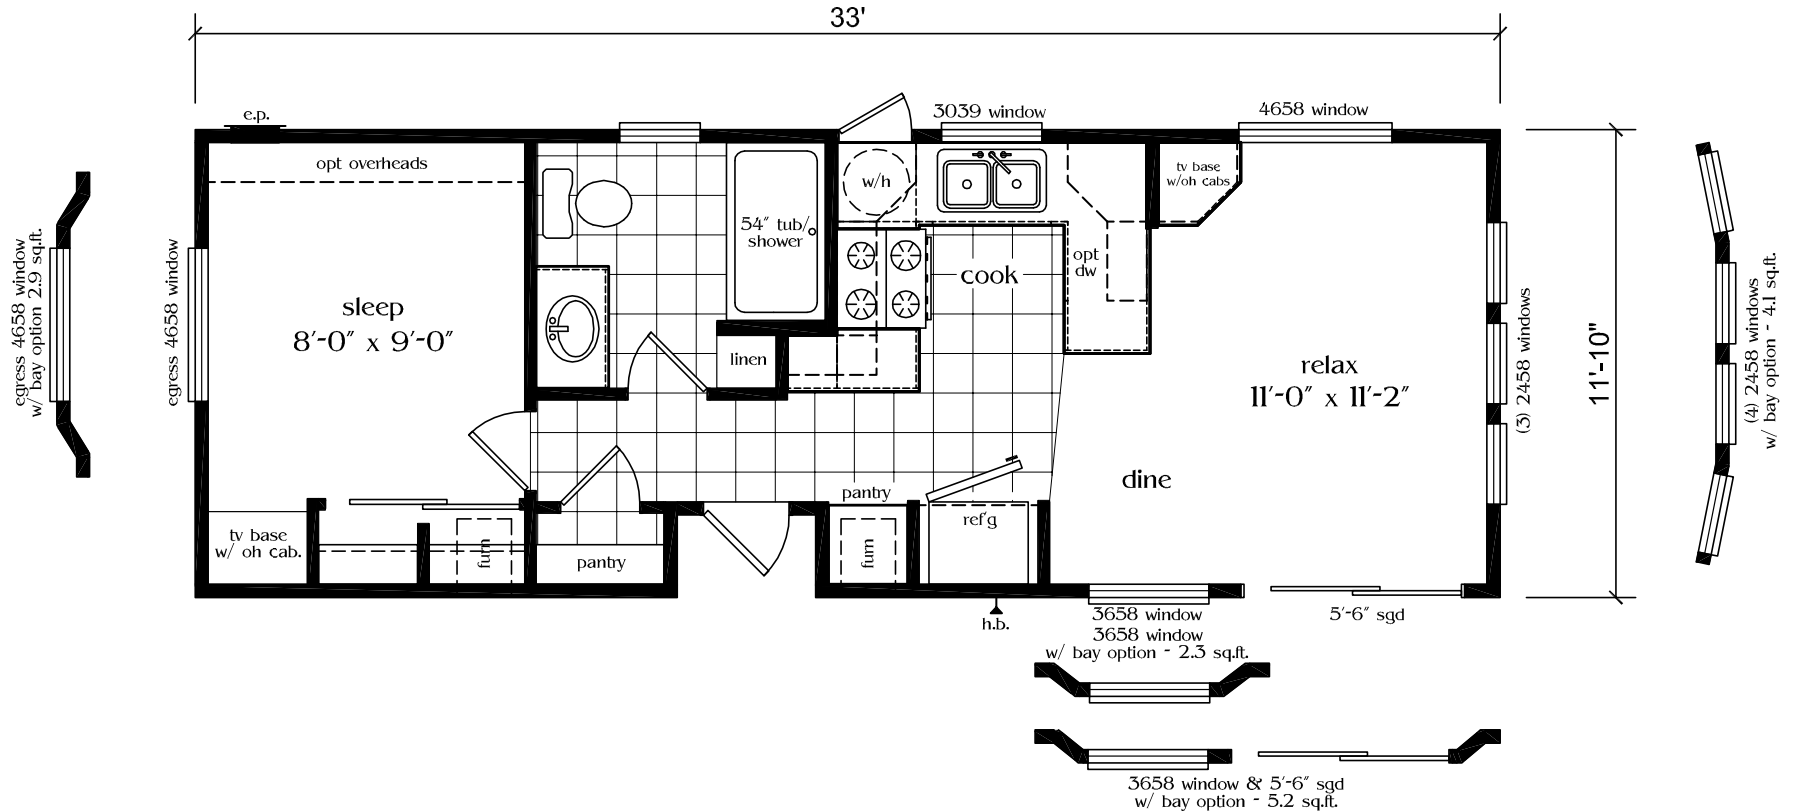 33'
e.p.
3039 window
4658 window
opt overheads
w/h
tv base
w/oh cabs
54" tub/
shower
opt
dw
cook
sleep
8'-0" x 9'-0"
egress 4658 window
w/ bay option 2.9 sq.ft.
egress 4658 window
linen
relax
11'-0" x 11'-2"
(3) 2458 windows
11'-10"
(4) 2458 windows
w/ bay option - 4.1 sq.ft.
dine
pantry
ref'g
tv base
w/ oh cab.
furn
pantry
furn
h.b.
3658 window
5'-6" sgd
3658 window
w/ bay option - 2.3 sq.ft.
3658 window & 5'-6" sgd
w/ bay option - 5.2 sq.ft.